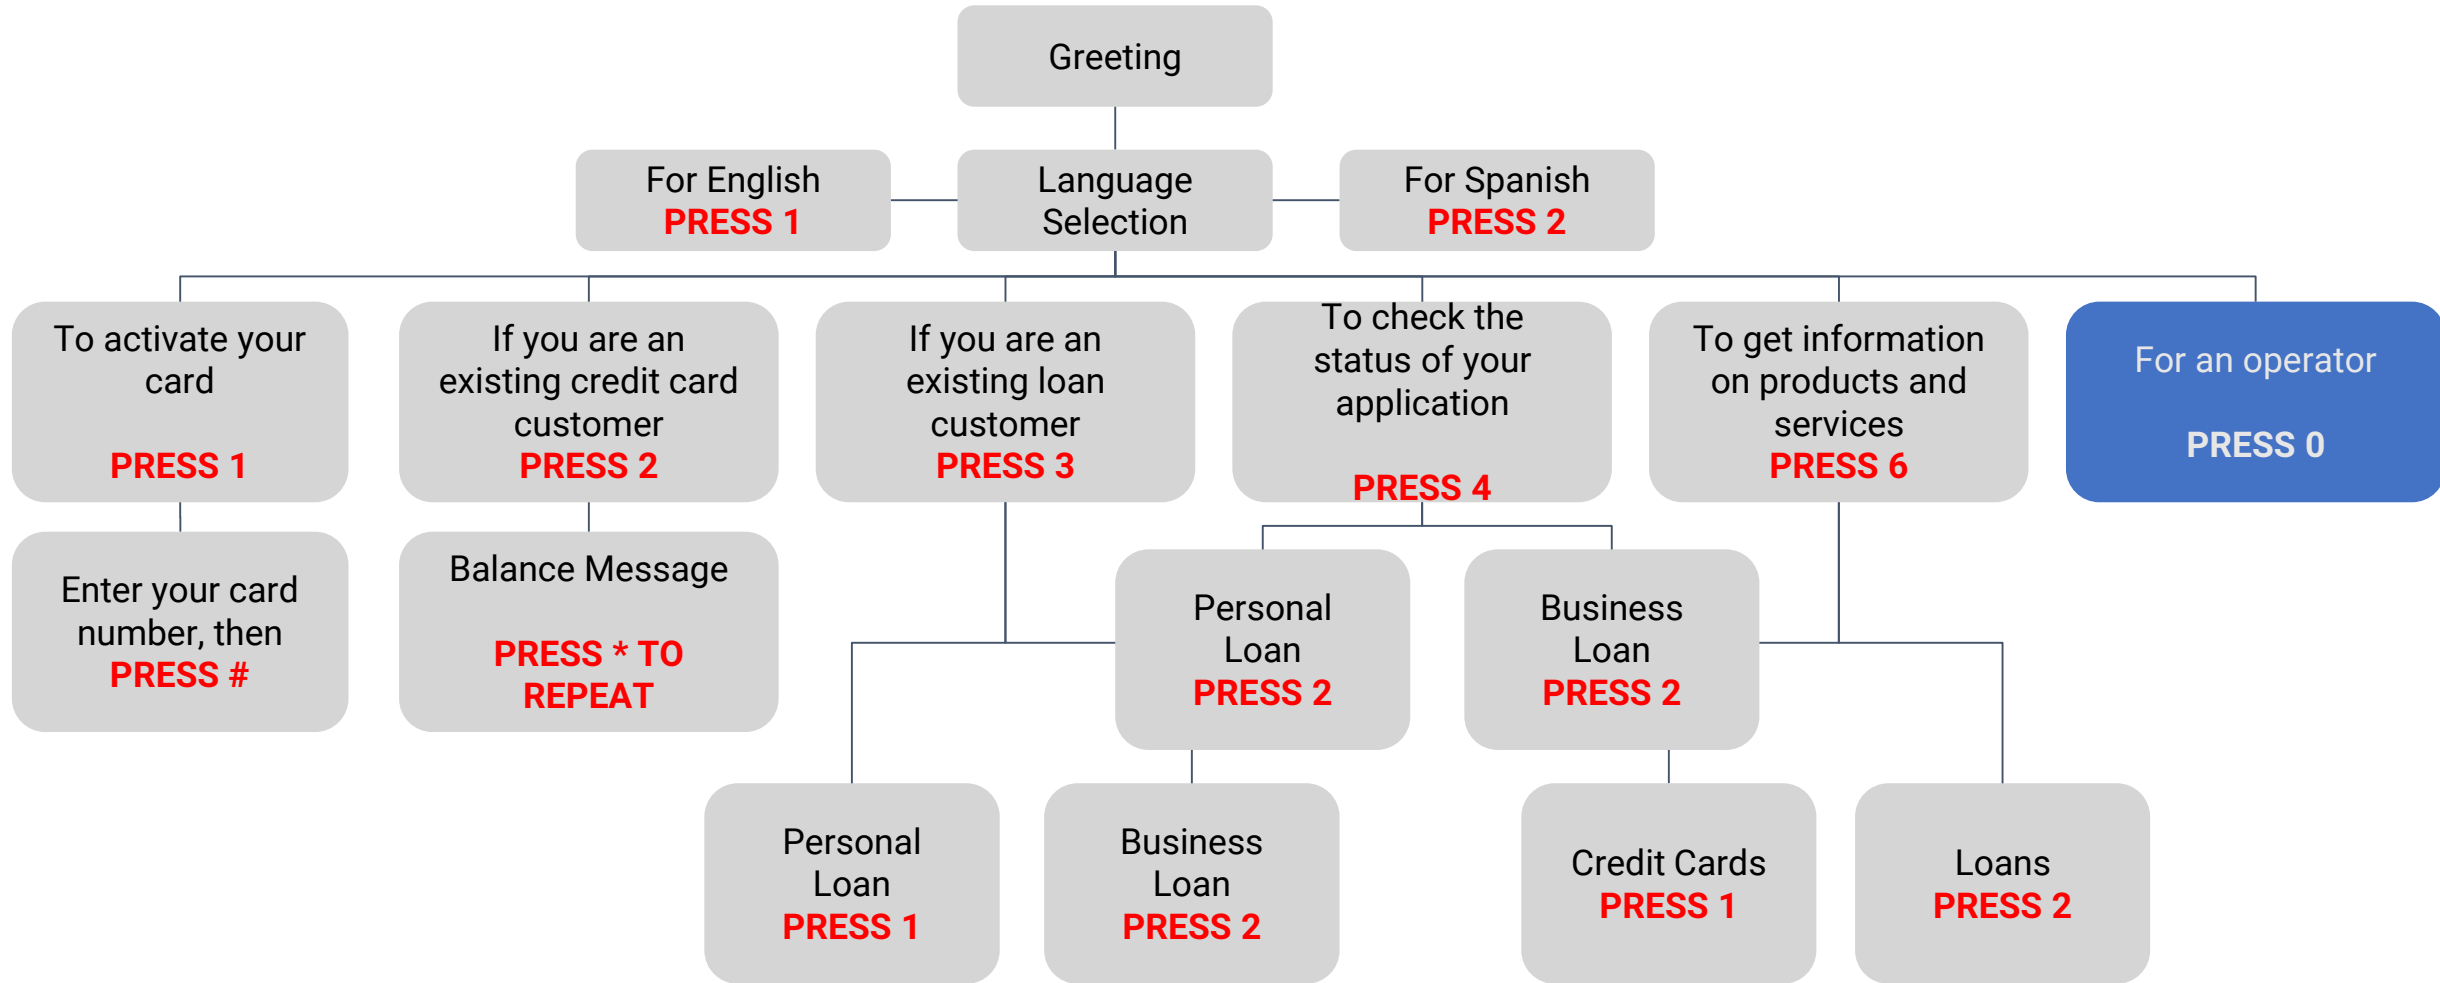 Greeting
For English
PRESS 1
Language
Selection
For Spanish
PRESS 2
To activate your
card
PRESS 1
If you are an
existing credit card
customer
PRESS 2
If you are an
existing loan
customer
PRESS 3
To check the
status of your
application
PRESS 4
To get information
on products and
services
PRESS 6
For an operator
PRESS 0
Enter your card
number, then
PRESS #
Balance Message
PRESS * TO
REPEAT
Personal
Loan
PRESS 2
Business
Loan
PRESS 2
Personal
Loan
PRESS 1
Business
Loan
PRESS 2
Credit Cards
PRESS 1
Loans
PRESS 2